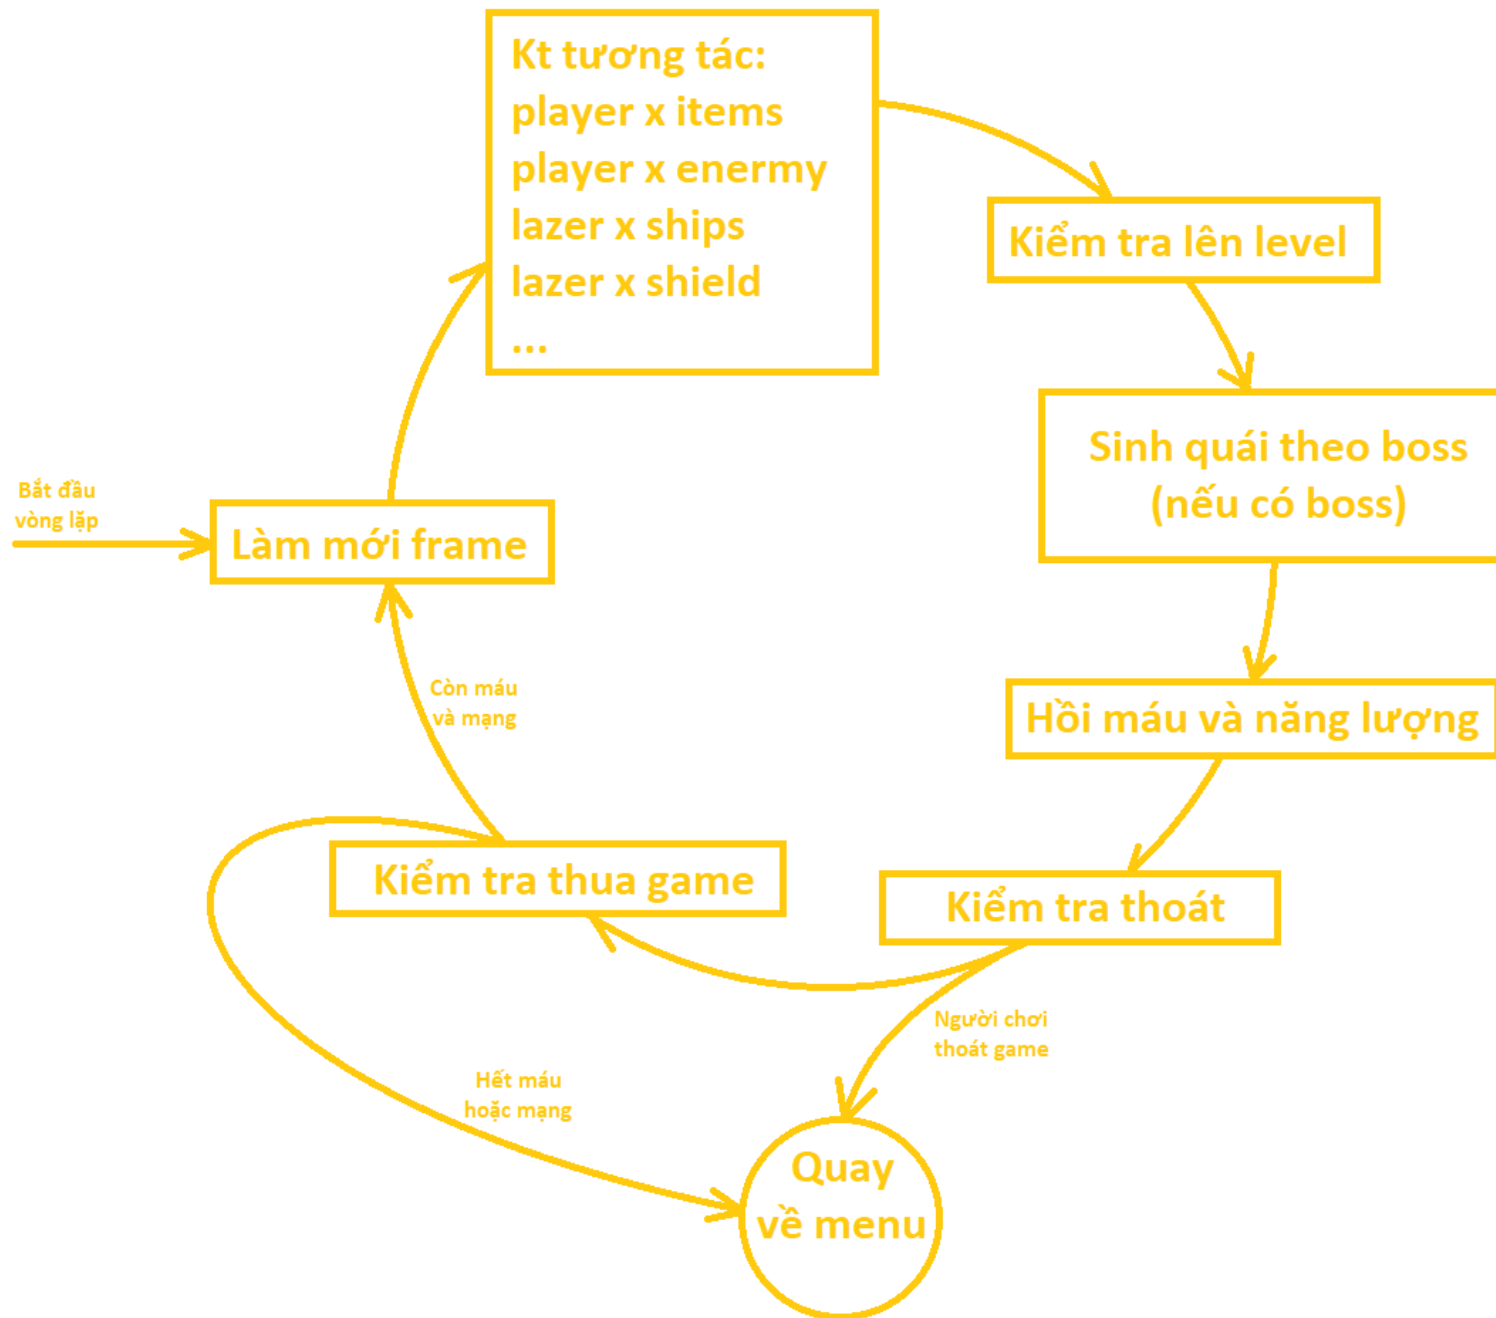 Kt tương tác:
player x items
player x enermy
lazer x ships
lazer x shield
...
Kiểm tra lên level
Sinh quái theo boss
(nếu có boss)
Bắt đầu
vòng lặp
Làm mới frame
Còn máu
và mạng
Hồi máu và năng lượng
Kiểm tra thua game
Kiểm tra thoát
Người chơi
thoát game
Hết máu
hoặc mạng
Quay
về menu